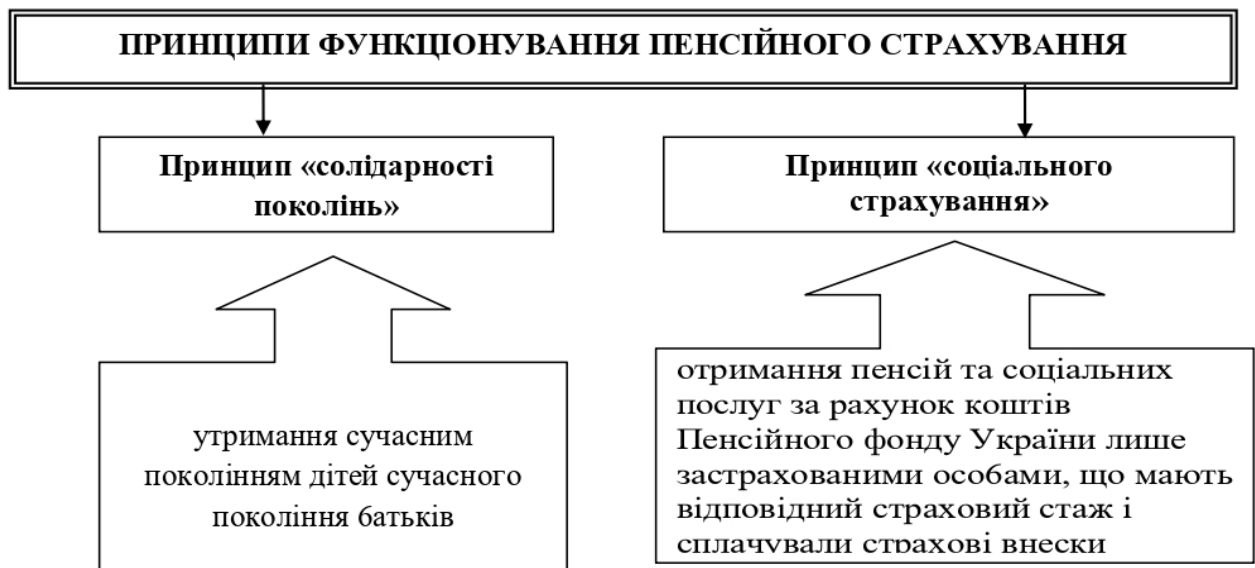 ПРИНЦИПИ ФУНКЦІОНУВАННЯ ПЕНСІЙНОГО СТРАХУВАННЯ
Принцип «солідарності
поколінь»
Принцип «соціального
страхування»
утримання сучасним
поколінням дітей сучасного
покоління батьків
отримання пенсій та соціальних
послуг за рахунок коштів
Пенсійного фонду України лише
застрахованими особами, що мають
відповідний страховий стаж і
сплачували страхові внески